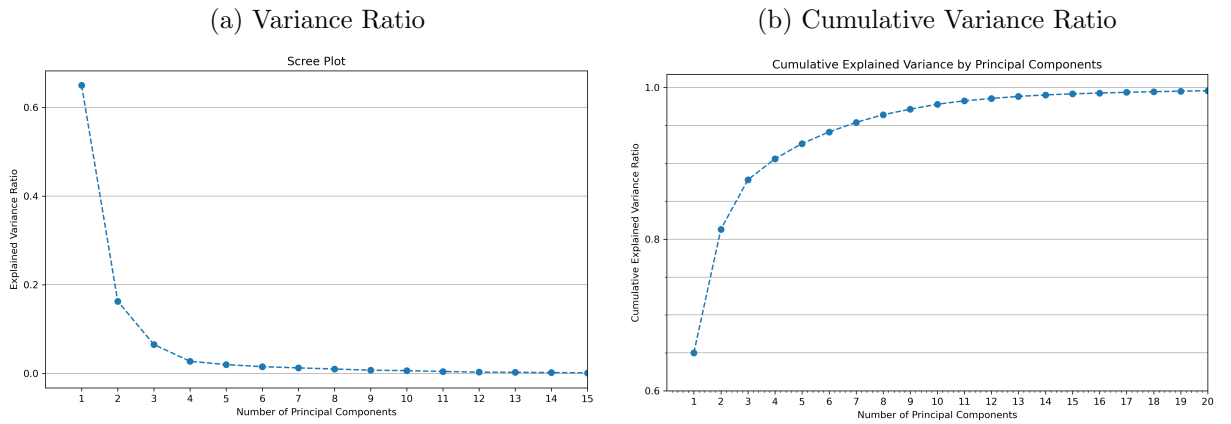 (a) Variance Ratio
Scree Plot
Explained Variance Ratio
0.6
0.4
0.2
0.0
1 2 3 4 5 6 7 8 9 10 11 12 13 14 15
Number of Principal Components
(b) Cumulative Variance Ratio
Cumulative Explained Variance by Principal Components
Cumulative Explained Variance Ratio
1.0
0.8
0.6
1 2 3 4 5 6 7 8 9 10 11 12 13 14 15 16 17 18 19 20
Number of Principal Components